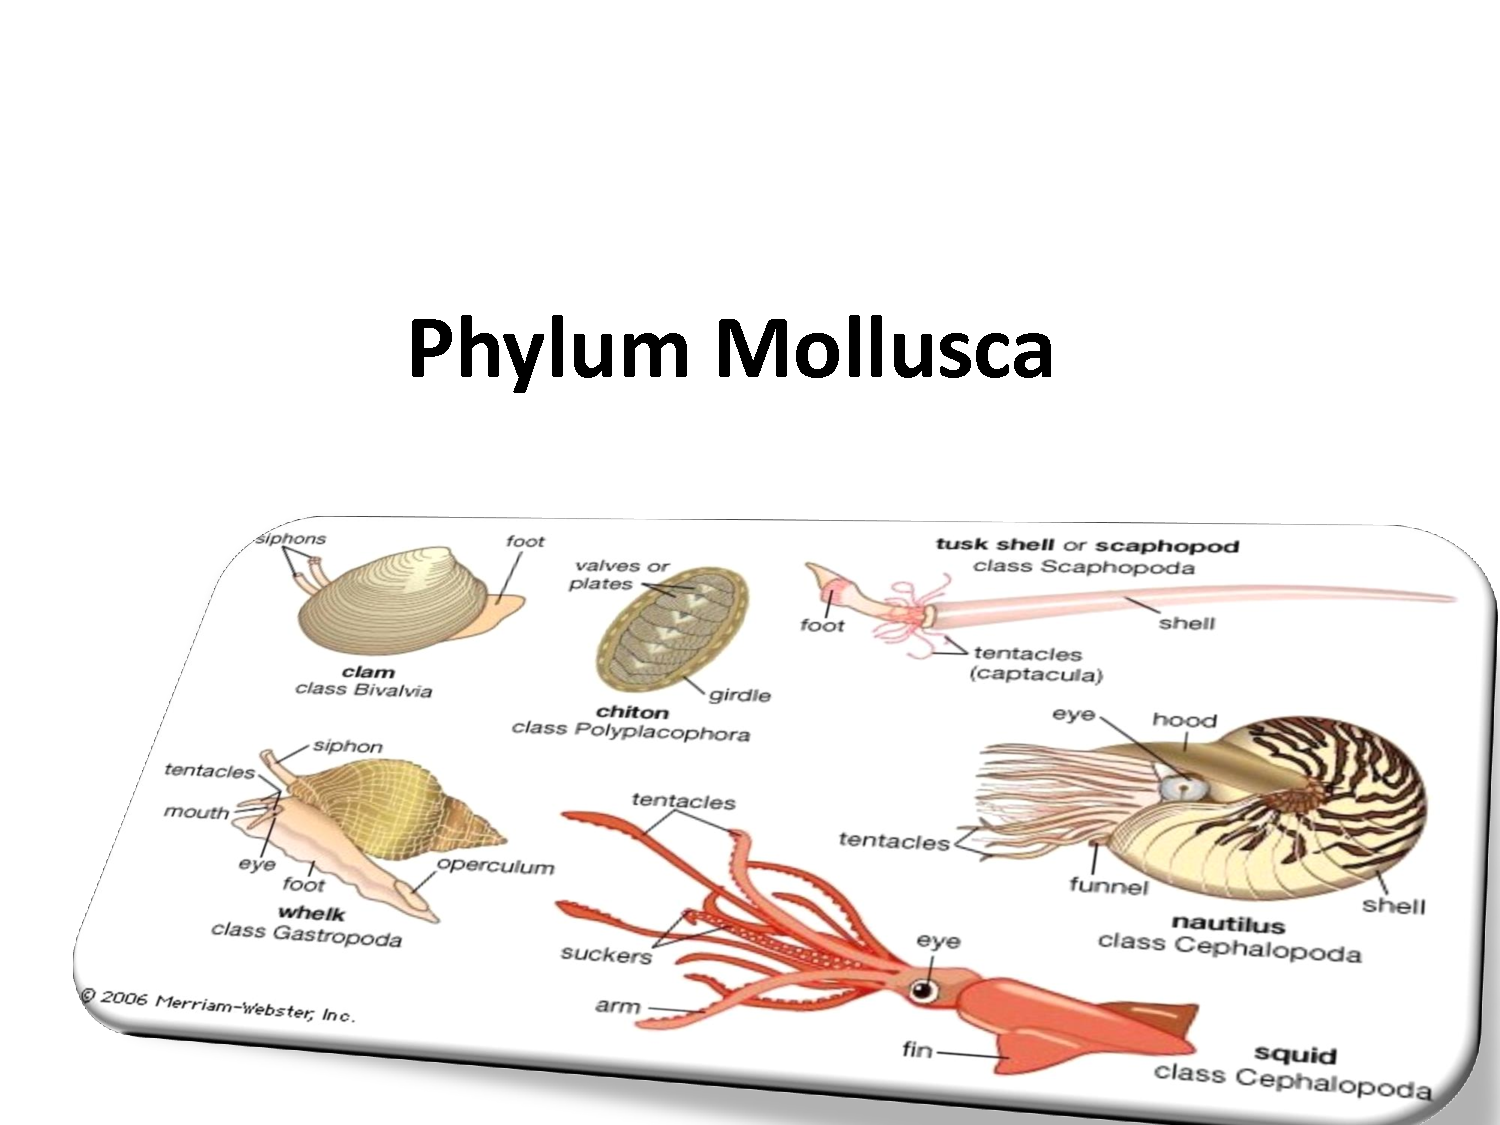 Phylum Mollusca
siphons
foot
clam
class Bivalvia
valves or
plates
girdle
chiton
class Polyplacophora
tusk shell or scaphopod
class Scaphopoda
foot
shell
tentacles
(captacula)
siphon
tentacles
mouth
eye
foot
operculum
whelk
class Gastropoda
tentacles
suckers
arm
eye
fin
squid
class Cephalopoda
eye
hood
tentacles
funnel
shell
nautilus
class Cephalopoda
© 2006 Merriam-Webster, Inc.